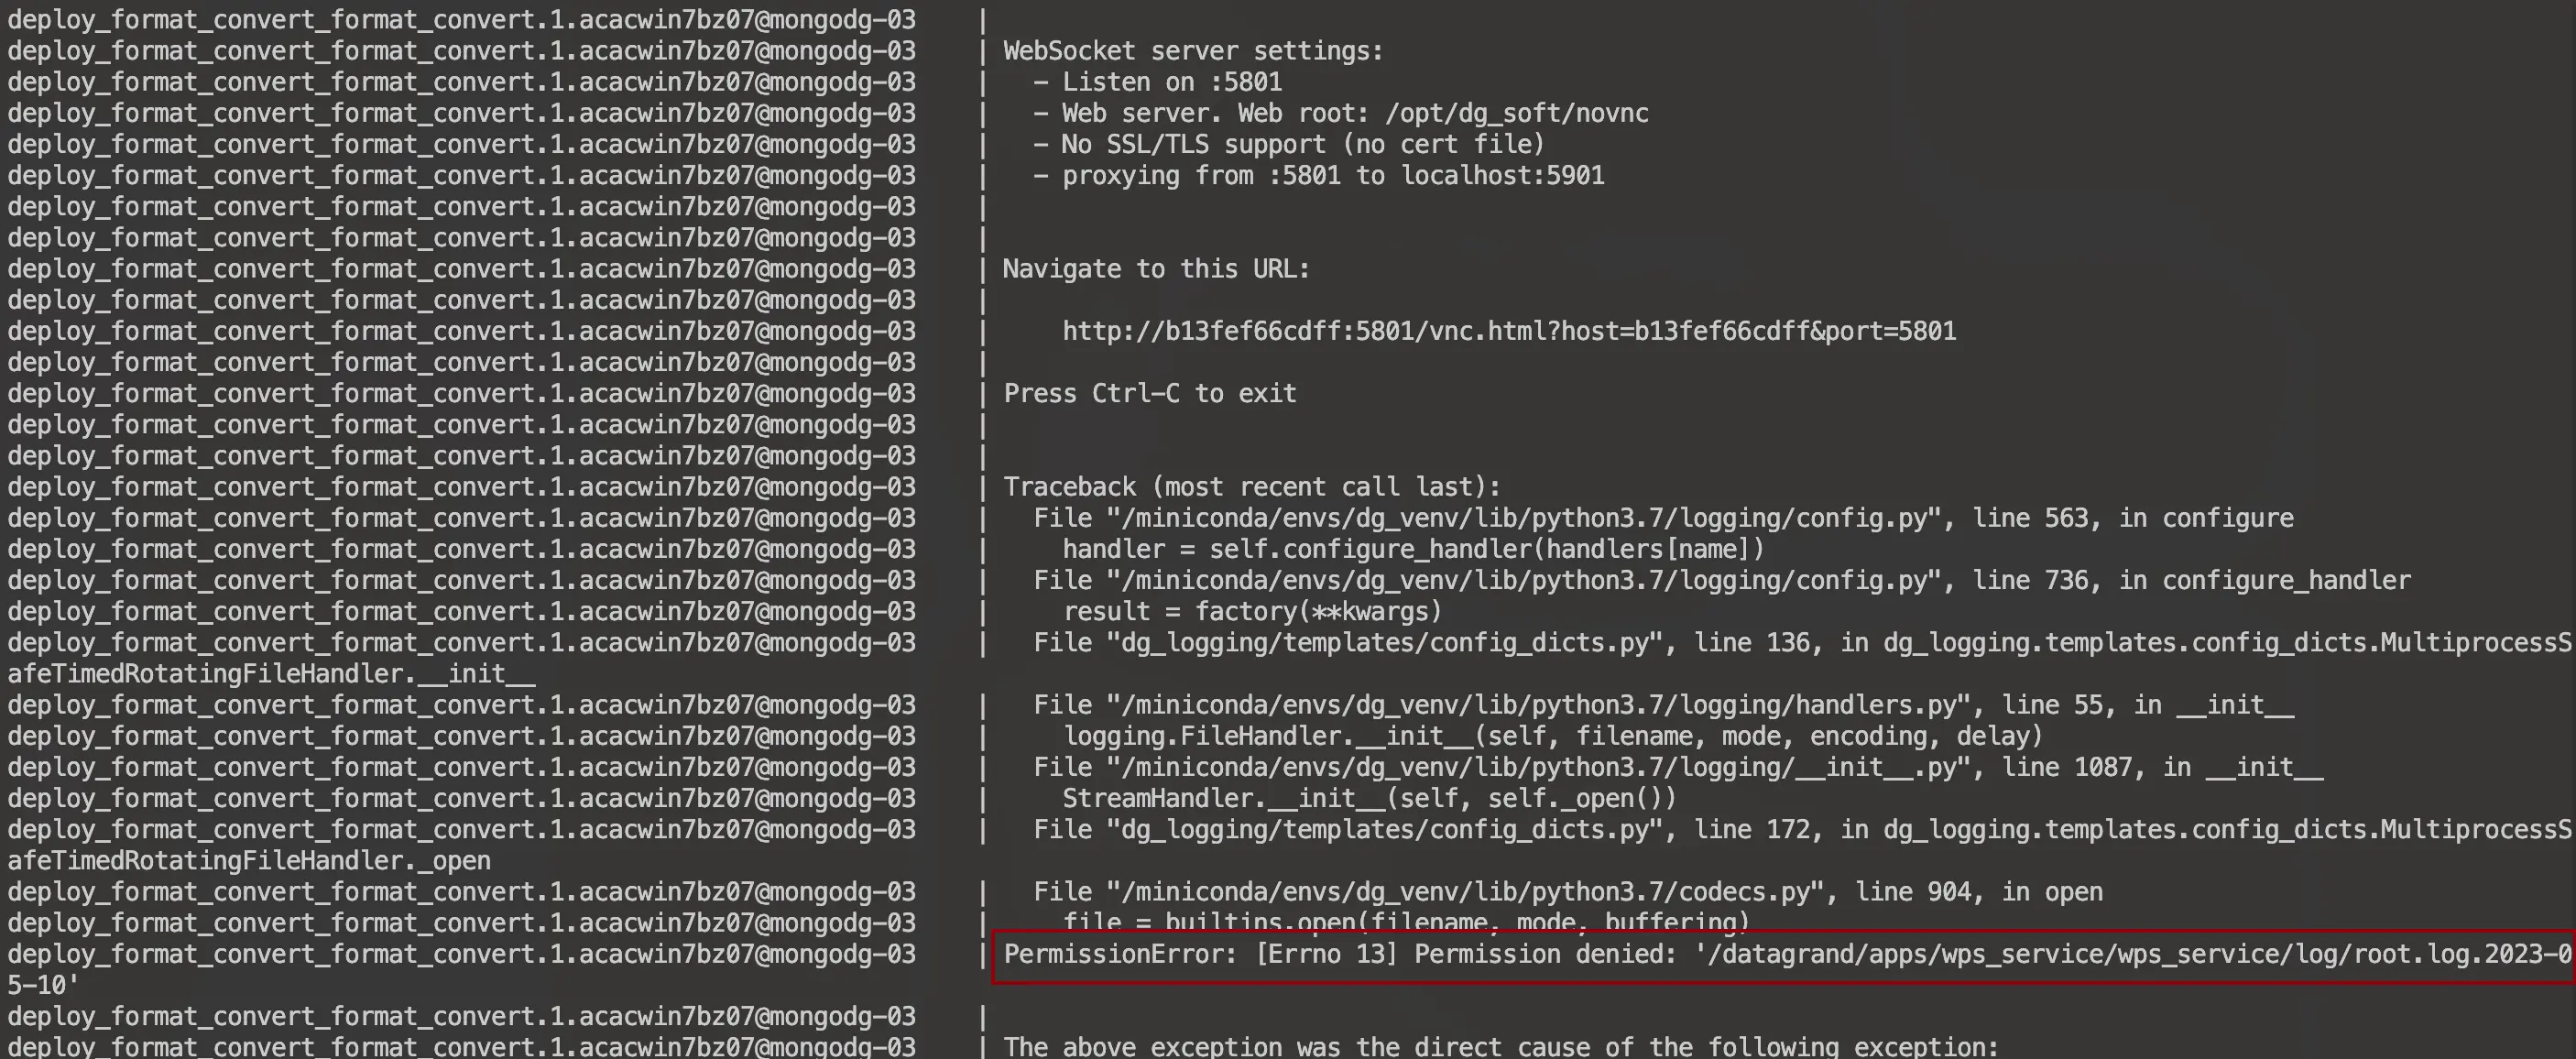 deploy_format_convert_format_convert.1.acacwin7bz07@mongodg-03    |
deploy_format_convert_format_convert.1.acacwin7bz07@mongodg-03    | WebSocket server settings:
deploy_format_convert_format_convert.1.acacwin7bz07@mongodg-03    |   - Listen on :5801
deploy_format_convert_format_convert.1.acacwin7bz07@mongodg-03    |   - Web server. Web root: /opt/dg_soft/novnc
deploy_format_convert_format_convert.1.acacwin7bz07@mongodg-03    |   - No SSL/TLS support (no cert file)
deploy_format_convert_format_convert.1.acacwin7bz07@mongodg-03    |   - proxying from :5801 to localhost:5901
deploy_format_convert_format_convert.1.acacwin7bz07@mongodg-03    |
deploy_format_convert_format_convert.1.acacwin7bz07@mongodg-03    |
deploy_format_convert_format_convert.1.acacwin7bz07@mongodg-03    | Navigate to this URL:
deploy_format_convert_format_convert.1.acacwin7bz07@mongodg-03    |
deploy_format_convert_format_convert.1.acacwin7bz07@mongodg-03    |     http://b13fef66cdff:5801/vnc.html?host=b13fef66cdff&port=5801
deploy_format_convert_format_convert.1.acacwin7bz07@mongodg-03    |
deploy_format_convert_format_convert.1.acacwin7bz07@mongodg-03    | Press Ctrl-C to exit
deploy_format_convert_format_convert.1.acacwin7bz07@mongodg-03    |
deploy_format_convert_format_convert.1.acacwin7bz07@mongodg-03    |
deploy_format_convert_format_convert.1.acacwin7bz07@mongodg-03    | Traceback (most recent call last):
deploy_format_convert_format_convert.1.acacwin7bz07@mongodg-03    |   File "/miniconda/envs/dg_venv/lib/python3.7/logging/config.py", line 563, in configure
deploy_format_convert_format_convert.1.acacwin7bz07@mongodg-03    |     handler = self.configure_handler(handlers[name])
deploy_format_convert_format_convert.1.acacwin7bz07@mongodg-03    |   File "/miniconda/envs/dg_venv/lib/python3.7/logging/config.py", line 736, in configure_handler
deploy_format_convert_format_convert.1.acacwin7bz07@mongodg-03    |     result = factory(**kwargs)
deploy_format_convert_format_convert.1.acacwin7bz07@mongodg-03    |   File "dg_logging/templates/config_dicts.py", line 136, in dg_logging.templates.config_dicts.MultiprocessS
afeTimedRotatingFileHandler.__init__
deploy_format_convert_format_convert.1.acacwin7bz07@mongodg-03    |   File "/miniconda/envs/dg_venv/lib/python3.7/logging/handlers.py", line 55, in __init__
deploy_format_convert_format_convert.1.acacwin7bz07@mongodg-03    |     logging.FileHandler.__init__(self, filename, mode, encoding, delay)
deploy_format_convert_format_convert.1.acacwin7bz07@mongodg-03    |   File "/miniconda/envs/dg_venv/lib/python3.7/logging/__init__.py", line 1087, in __init__
deploy_format_convert_format_convert.1.acacwin7bz07@mongodg-03    |     StreamHandler.__init__(self, self._open())
deploy_format_convert_format_convert.1.acacwin7bz07@mongodg-03    |   File "dg_logging/templates/config_dicts.py", line 172, in dg_logging.templates.config_dicts.MultiprocessS
afeTimedRotatingFileHandler._open
deploy_format_convert_format_convert.1.acacwin7bz07@mongodg-03    |   File "/miniconda/envs/dg_venv/lib/python3.7/codecs.py", line 904, in open
deploy_format_convert_format_convert.1.acacwin7bz07@mongodg-03    |     file = builtins.open(filename, mode, buffering)
deploy_format_convert_format_convert.1.acacwin7bz07@mongodg-03    | PermissionError: [Errno 13] Permission denied: '/datagrand/apps/wps_service/wps_service/log/root.log.2023-0
5-10'
deploy_format_convert_format_convert.1.acacwin7bz07@mongodg-03    |
deploy_format_convert_format_convert.1.acacwin7bz07@mongodg-03    | The above exception was the direct cause of the following exception: